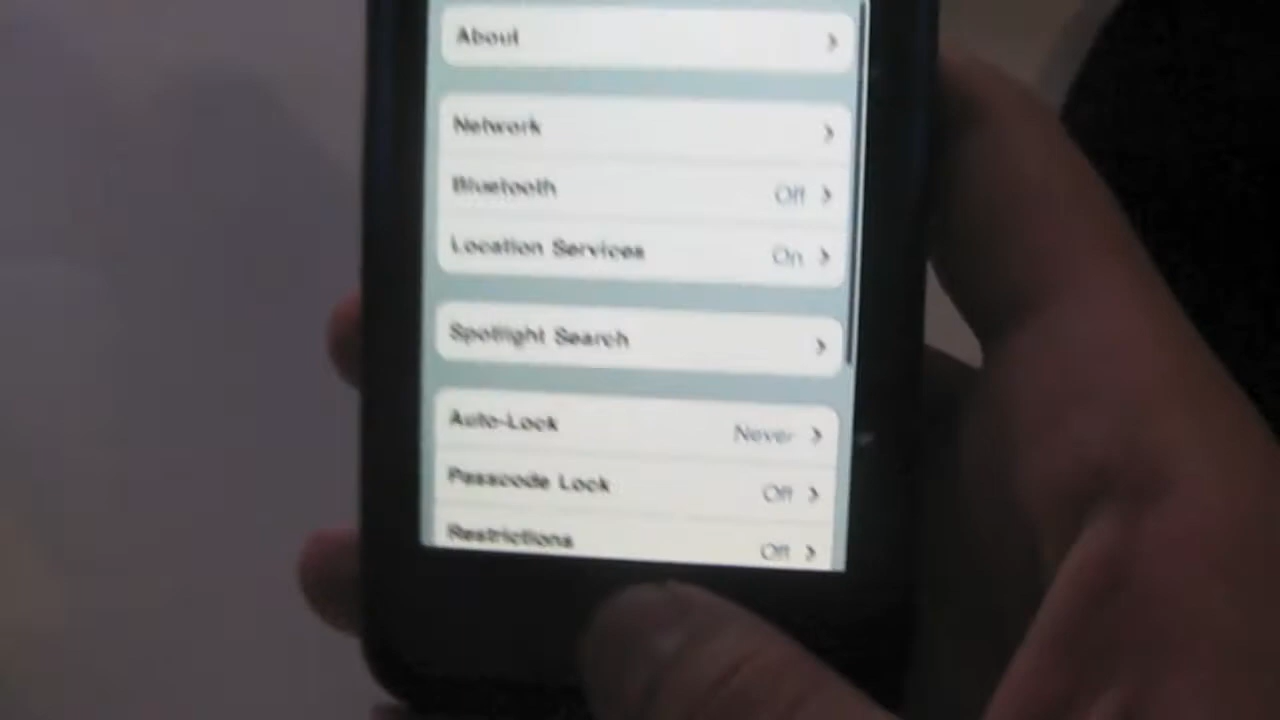 About
Network
Bluetooth Off
Location Services On
Spotlight Search
Auto-Lock Never
Passcode Lock Off
Restrictions Off